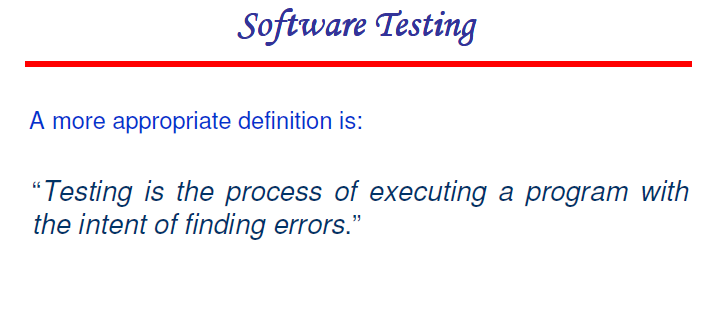 Software Testing
A more appropriate definition is:
“Testing is the process of executing a program with
the intent of finding errors.”